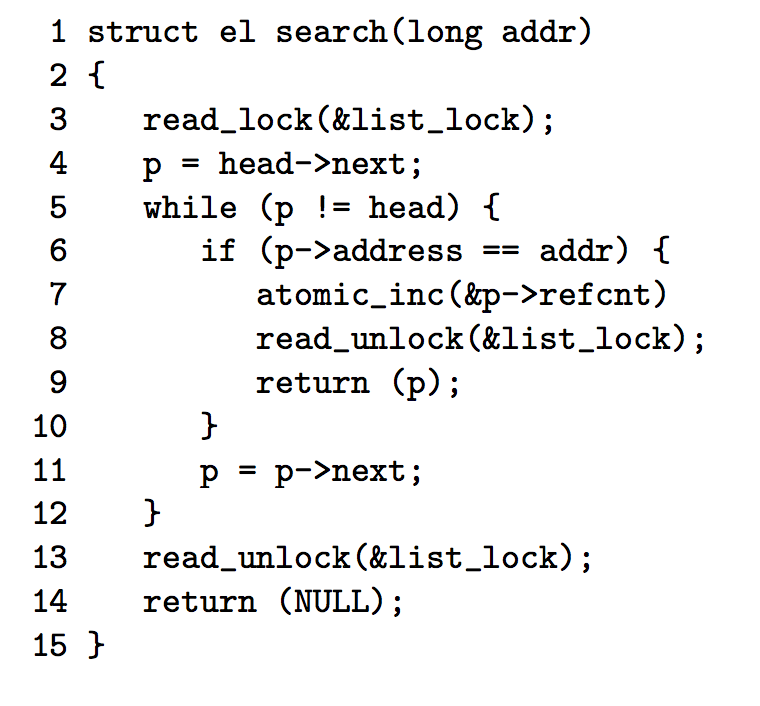 1 struct el search(long addr)
2 {
3    read_lock(&list_lock);
4    p = head->next;
5    while (p != head) {
6       if (p->address == addr) {
7          atomic_inc(&p->refcnt)
8          read_unlock(&list_lock);
9          return (p);
10       }
11       p = p->next;
12    }
13    read_unlock(&list_lock);
14    return (NULL);
15 }